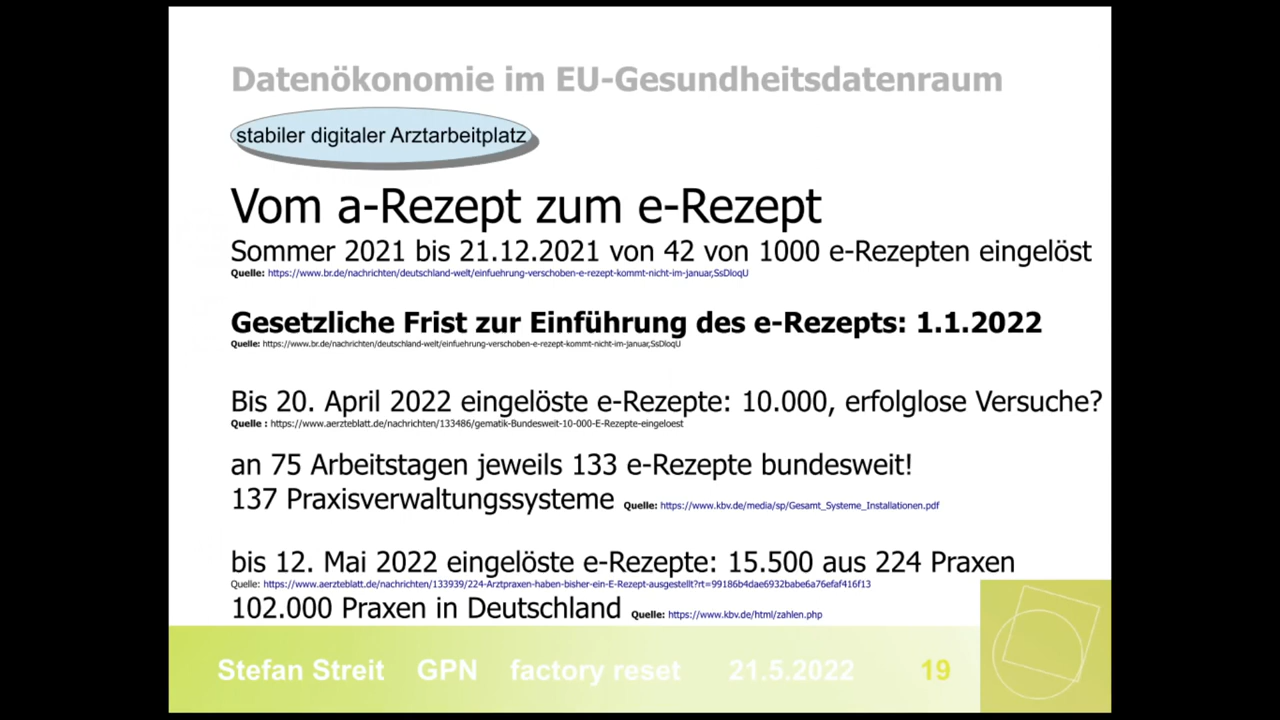 Datenökonomie im EU-Gesundheitsdatenraum
stabiler digitaler Arztarbeitplatz
Vom a-Rezept zum e-Rezept
Sommer 2021 bis 21.12.2021 von 42 von 1000 e-Rezepten eingelöst
Quelle: https://www.br.de/nachrichten/deutschland-welt/einfuehrung-verschoben-e-rezept-kommt-nicht-im-januar,SsDloqU
Gesetzliche Frist zur Einführung des e-Rezepts: 1.1.2022
Quelle: https://www.br.de/nachrichten/deutschland-welt/einfuehrung-verschoben-e-rezept-kommt-nicht-im-januar,SsDloqU
Bis 20. April 2022 eingelöste e-Rezepte: 10.000, erfolglose Versuche?
Quelle : https://www.aerzteblatt.de/nachrichten/133486/gematik-Bundesweit-10-000-E-Rezepte-eingeloest
an 75 Arbeitstagen jeweils 133 e-Rezepte bundesweit!
137 Praxisverwaltungssysteme Quelle: https://www.kbv.de/media/sp/Gesamt_Systeme_Installationen.pdf
bis 12. Mai 2022 eingelöste e-Rezepte: 15.500 aus 224 Praxen
Quelle: https://www.aerzteblatt.de/nachrichten/133939/224-Arztpraxen-haben-bisher-ein-E-Rezept-ausgestellt?rt=99186b4dae6932babe6a76efaf416f13
102.000 Praxen in Deutschland Quelle: https://www.kbv.de/html/zahlen.php
Stefan Streit GPN factory reset 21.5.2022 19